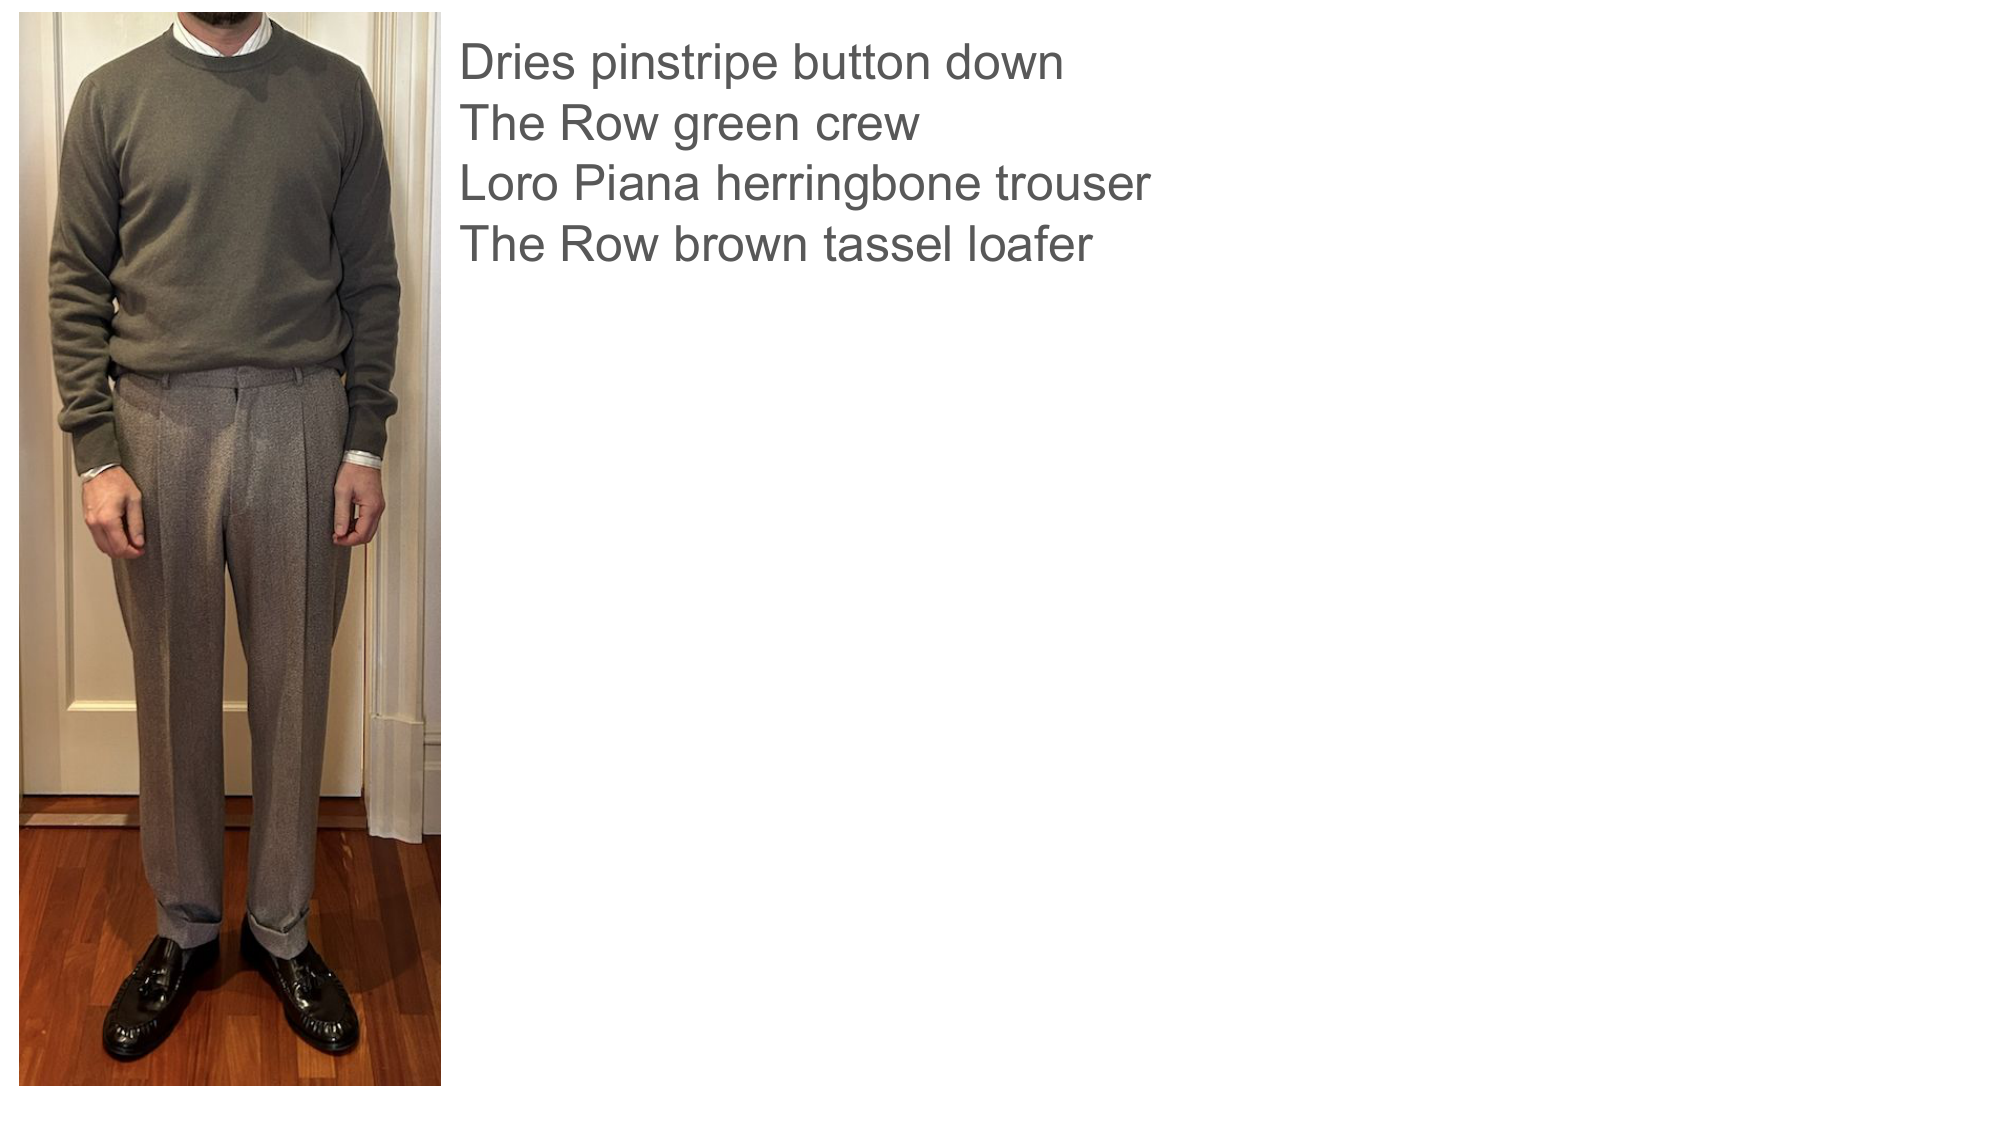 Dries pinstripe button down
The Row green crew
Loro Piana herringbone trouser
The Row brown tassel loafer